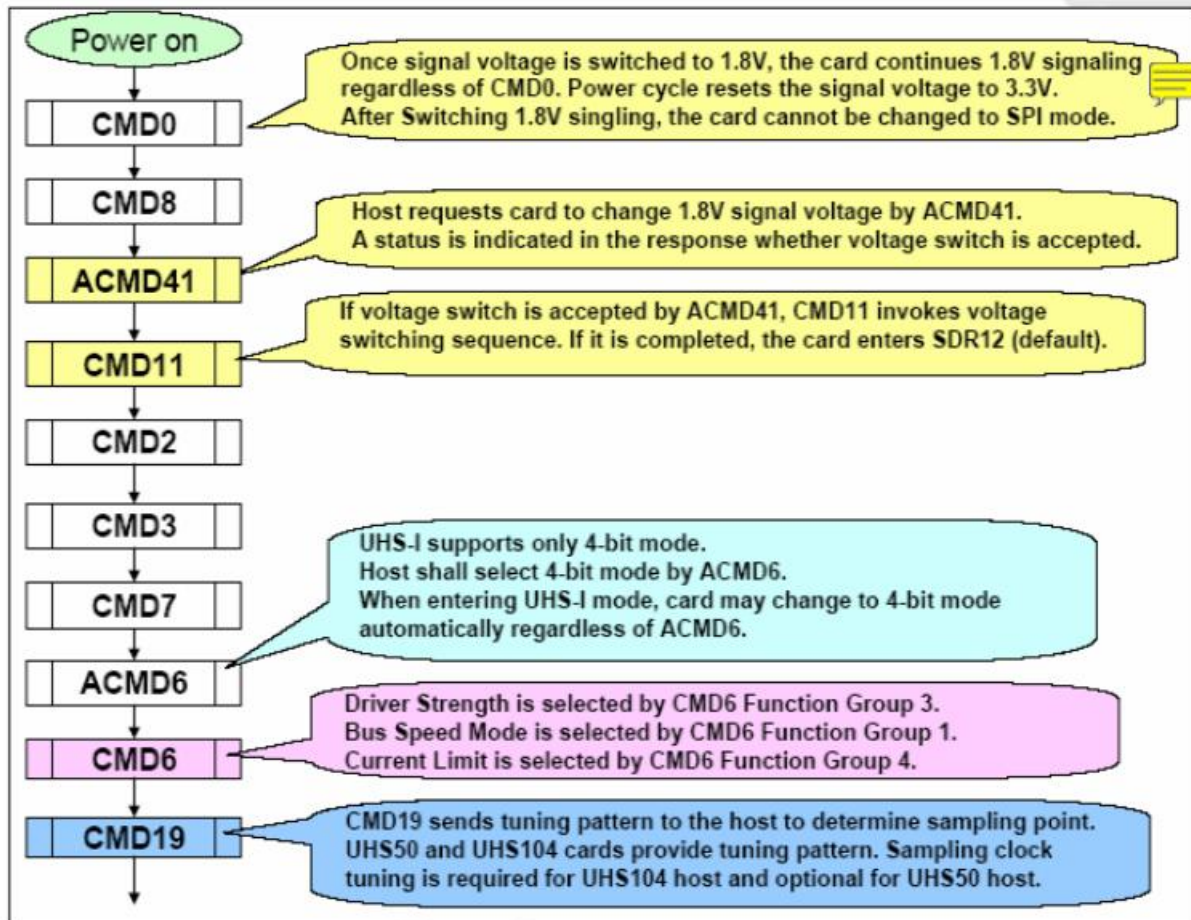 Power on
Once signal voltage is switched to 1.8V, the card continues 1.8V signaling
regardless of CMD0. Power cycle resets the signal voltage to 3.3V.
After Switching 1.8V singling, the card cannot be changed to SPI mode.
CMD0
CMD8
Host requests card to change 1.8V signal voltage by ACMD41.
A status is indicated in the response whether voltage switch is accepted.
ACMD41
If voltage switch is accepted by ACMD41, CMD11 invokes voltage
switching sequence. If it is completed, the card enters SDR12 (default).
CMD11
CMD2
CMD3
UHS-I supports only 4-bit mode.
Host shall select 4-bit mode by ACMD6.
When entering UHS-I mode, card may change to 4-bit mode
automatically regardless of ACMD6.
CMD7
ACMD6
Driver Strength is selected by CMD6 Function Group 3.
Bus Speed Mode is selected by CMD6 Function Group 1.
Current Limit is selected by CMD6 Function Group 4.
CMD6
CMD19 sends tuning pattern to the host to determine sampling point.
UHS50 and UHS104 cards provide tuning pattern. Sampling clock
tuning is required for UHS104 host and optional for UHS50 host.
CMD19